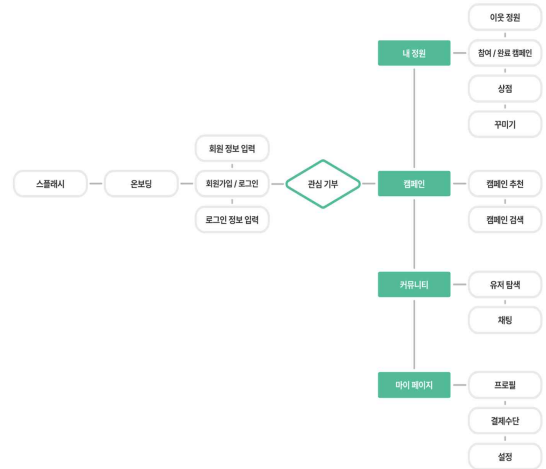 이웃 정원
내 정원
참여 / 완료 캠페인
상점
꾸미기
회원 정보 입력
스플래시
온보딩
회원가입 / 로그인
관심 기부
캠페인
캠페인 추천
로그인 정보 입력
캠페인 검색
커뮤니티
유저 탐색
채팅
마이 페이지
프로필
결제수단
설정